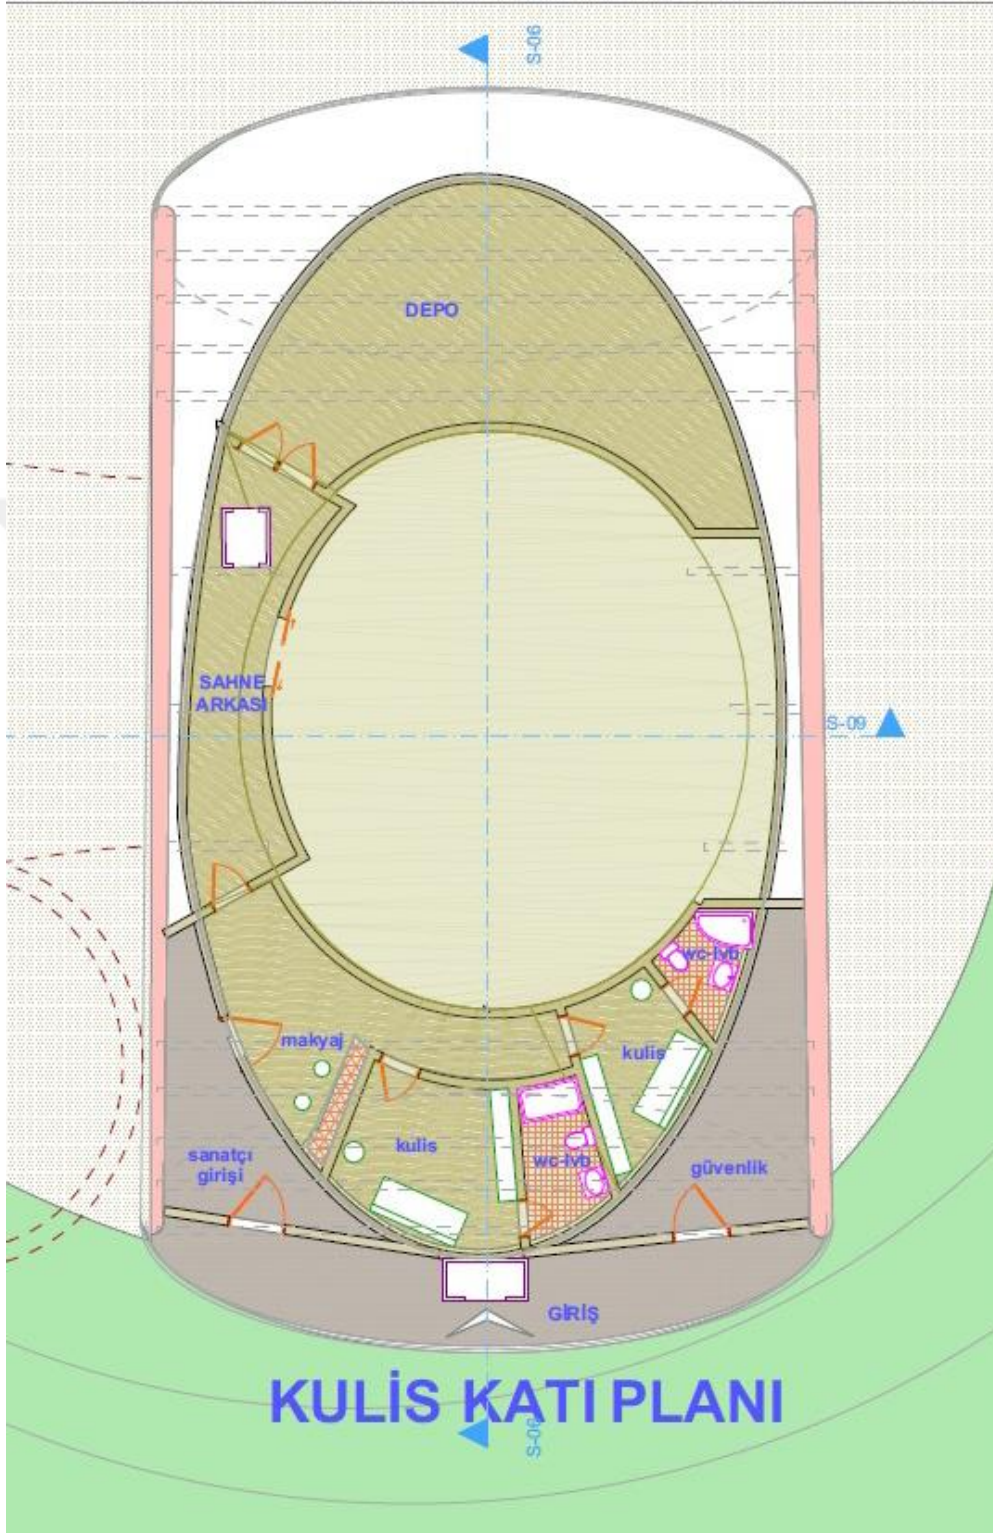 S-06
DEPO
SAHNE
ARKASI
S-09
wc-lvb
makyaj
kulis
kulis
sanatçı
girişi
wc-lvb
güvenlik
GİRİŞ
KULİS KATI PLANI
S-06